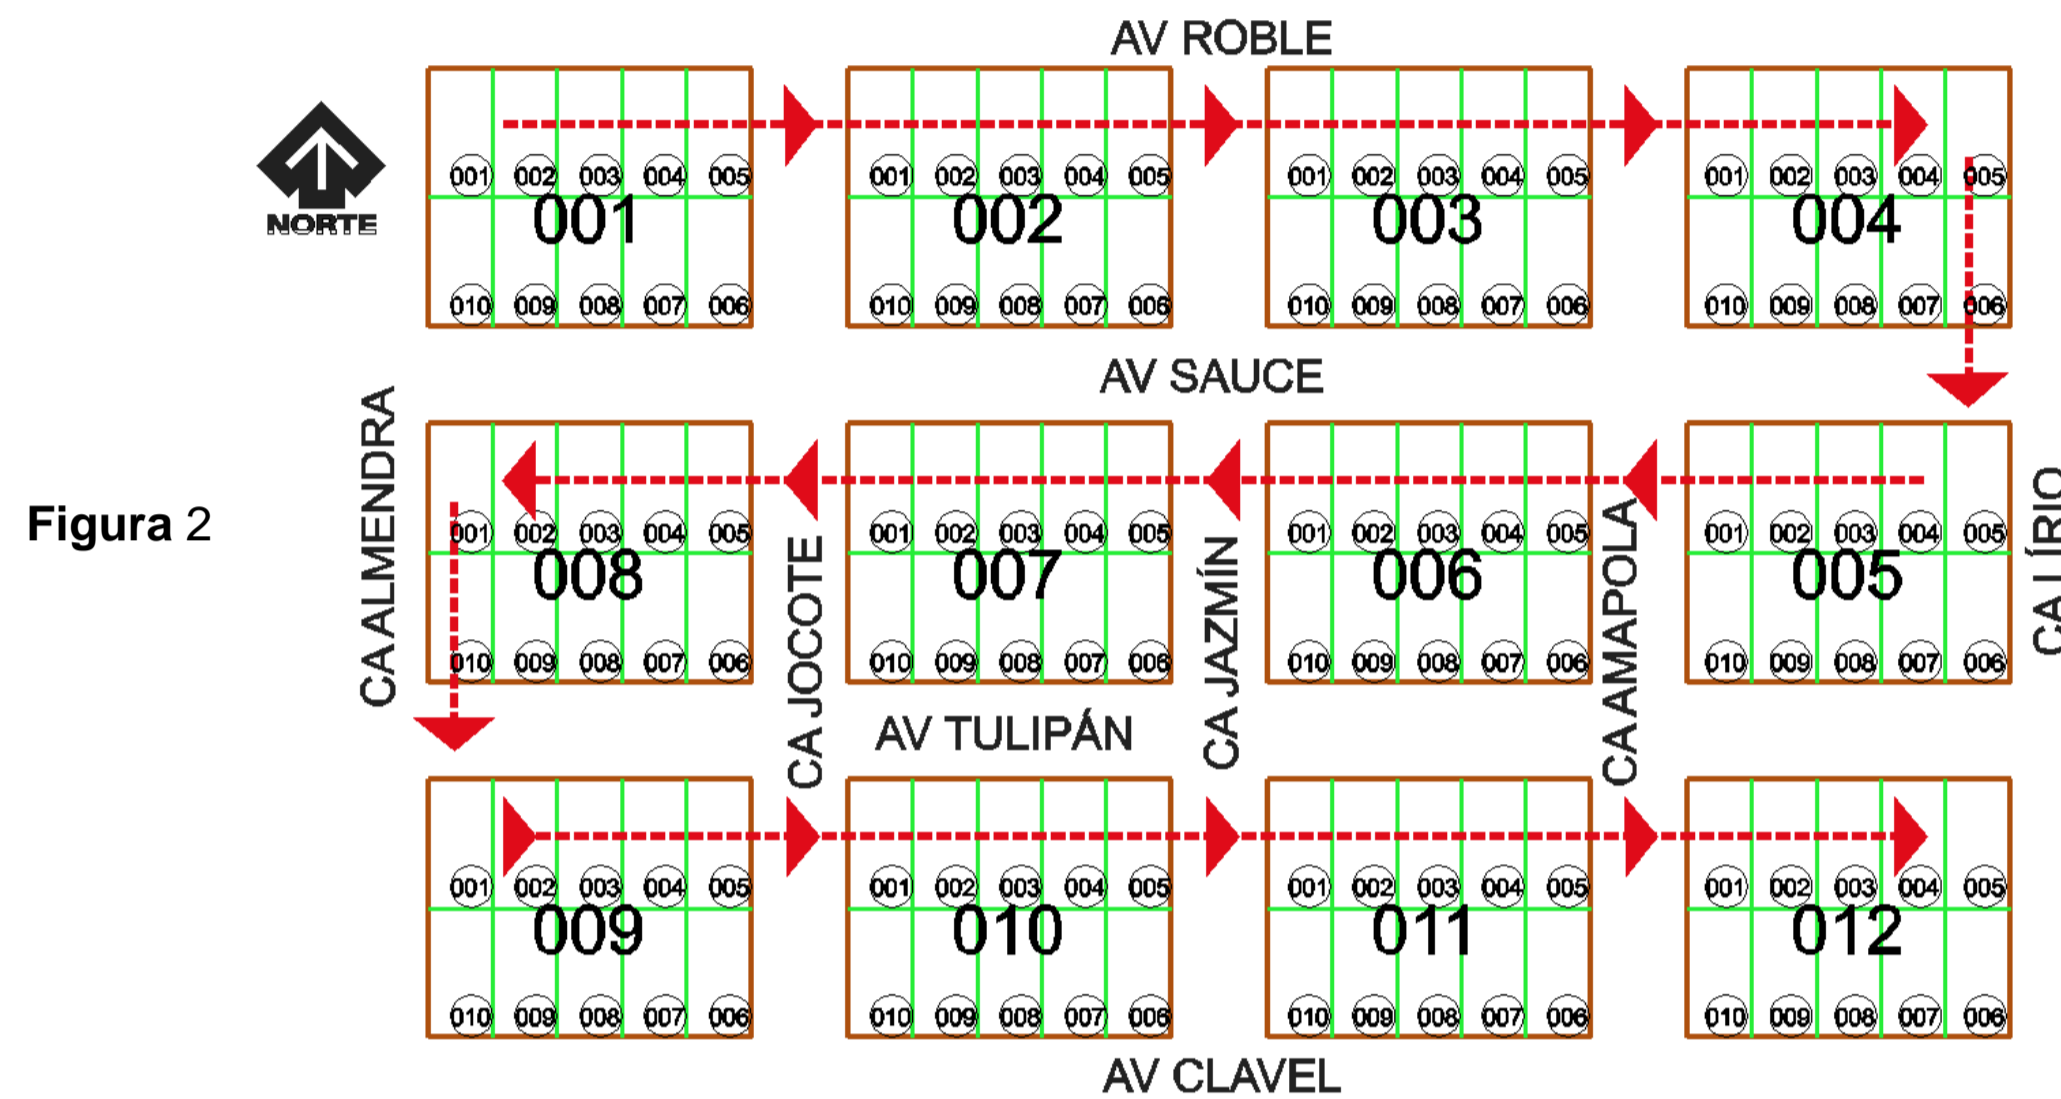 AV ROBLE
NORTE
001 002 003 004 005
001
010 009 008 007 006
001 002 003 004 005
002
010 009 008 007 006
001 002 003 004 005
003
010 009 008 007 006
001 002 003 004 005
004
010 009 008 007 006
AV SAUCE
Figura 2
CA ALMENDRA
001 002 003 004 005
008
010 009 008 007 006
CA JOCOTE
001 002 003 004 005
007
010 009 008 007 006
CA JAZMÍN
001 002 003 004 005
006
010 009 008 007 006
CA AMAPOLA
001 002 003 004 005
005
010 009 008 007 006
CA LÍRIO
AV TULIPÁN
001 002 003 004 005
009
010 009 008 007 006
001 002 003 004 005
010
010 009 008 007 006
001 002 003 004 005
011
010 009 008 007 006
001 002 003 004 005
012
010 009 008 007 006
AV CLAVEL